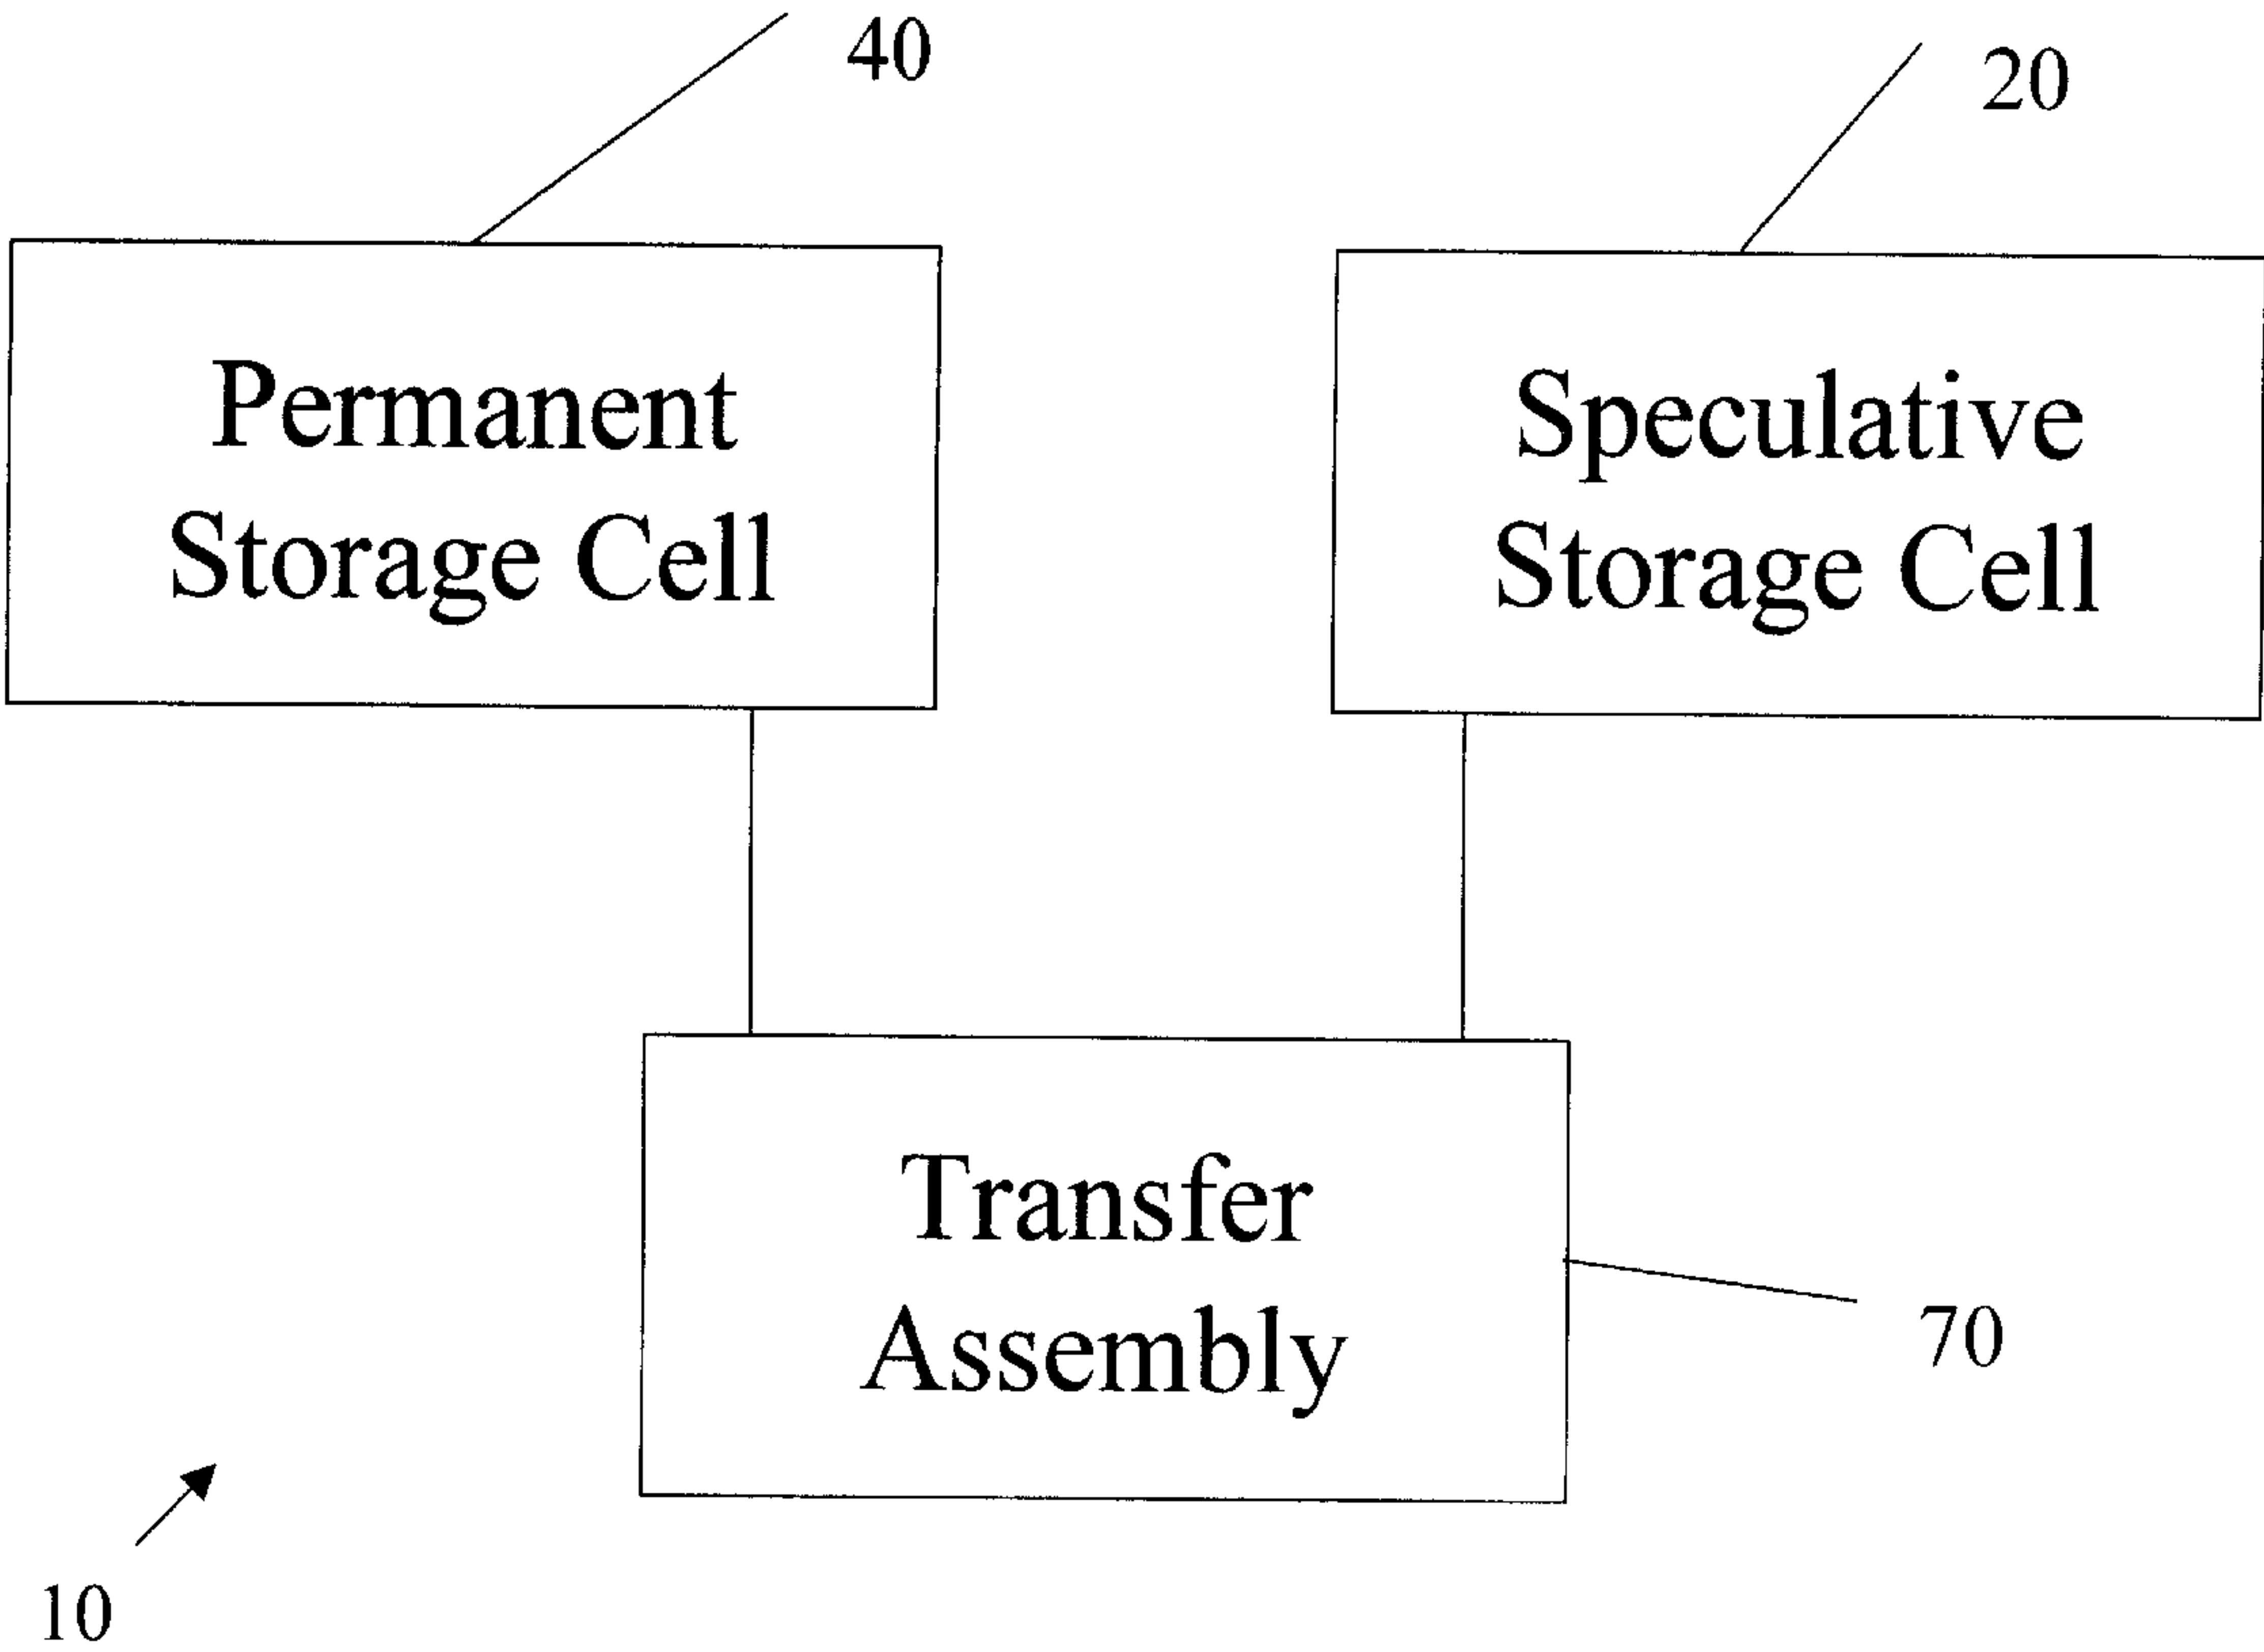 40
20
Permanent
Storage Cell
Speculative
Storage Cell
Transfer
Assembly
70
10